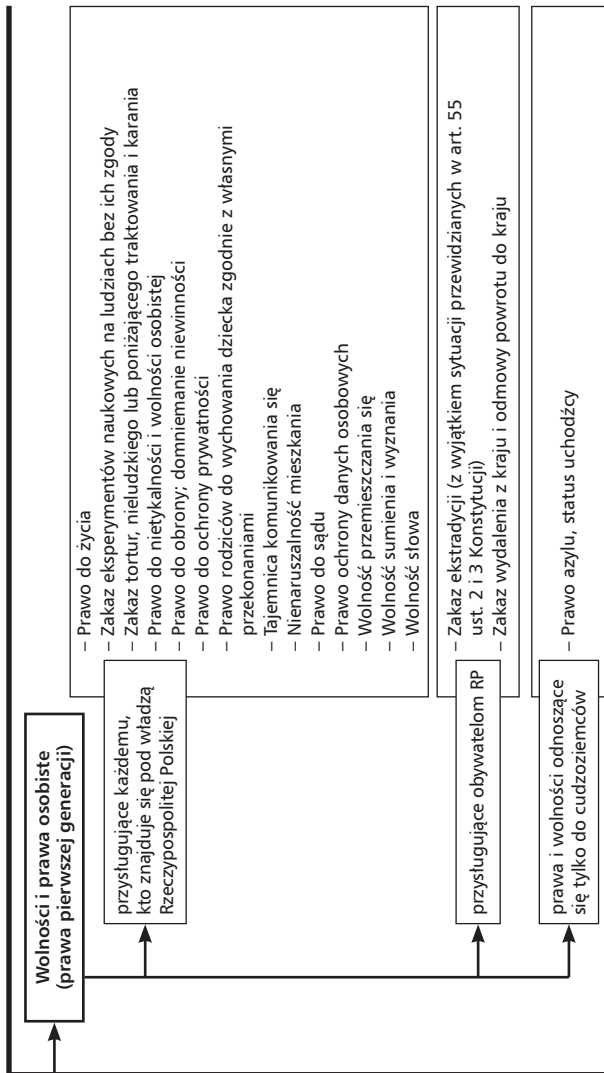 Wolności i prawa osobiste
(prawa pierwszej generacji)
przysługujące każdemu,
kto znajduje się pod władzą
Rzeczypospolitej Polskiej
– Prawo do życia
– Zakaz eksperymentów naukowych na ludziach bez ich zgody
– Zakaz tortur, nieludzkiego lub poniżającego traktowania i karania
– Prawo do nietykalności i wolności osobistej
– Prawo do obrony; domniemanie niewinności
– Prawo do ochrony prywatności
– Prawo rodziców do wychowania dziecka zgodnie z własnymi
przekonaniami
– Tajemnica komunikowania się
– Nienaruszalność mieszkania
– Prawo do sądu
– Prawo ochrony danych osobowych
– Wolność przemieszczania się
– Wolność sumienia i wyznania
– Wolność słowa
przysługujące obywatelom RP
– Zakaz ekstradycji (z wyjątkiem sytuacji przewidzianych w art. 55
ust. 2 i 3 Konstytucji)
– Zakaz wydalenia z kraju i odmowy powrotu do kraju
prawa i wolności odnoszące
się tylko do cudzoziemców
– Prawo azylu, status uchodźcy